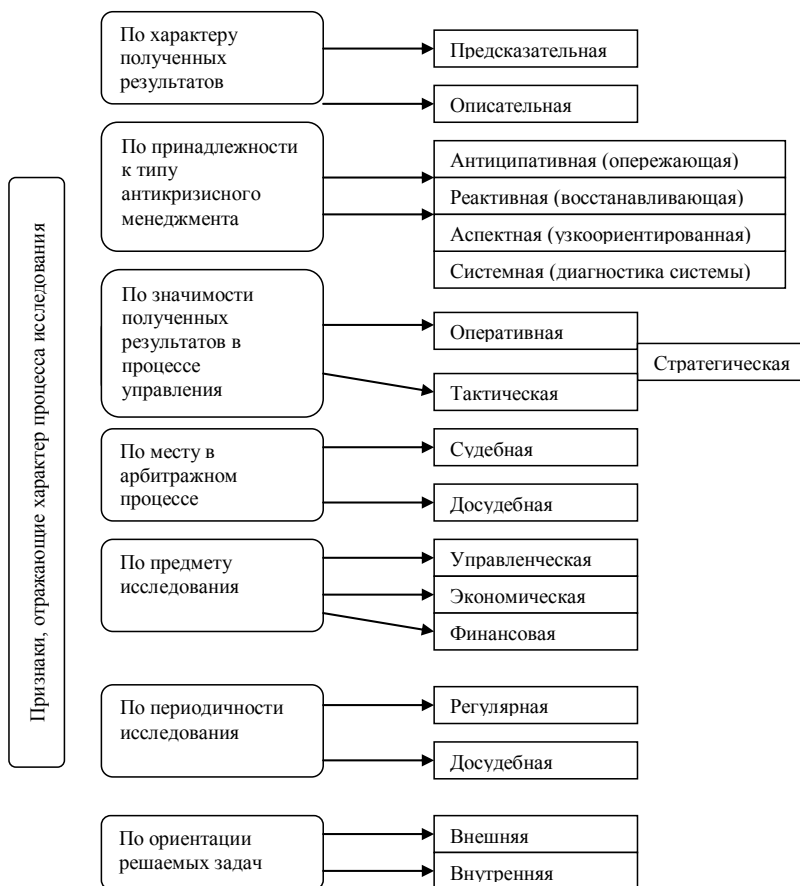 Признаки, отражающие характер процесса исследования
По характеру
полученных
результатов
Предсказательная
Описательная
По принадлежности
к типу
антикризисного
менеджмента
Антиципативная (опережающая)
Реактивная (восстанавливающая)
Аспектная (узкоориентированная)
Системная (диагностика системы)
По значимости
полученных
результатов в
процессе
управления
Оперативная
Стратегическая
Тактическая
По месту в
арбитражном
процессе
Судебная
Досудебная
По предмету
исследования
Управленческая
Экономическая
Финансовая
По периодичности
исследования
Регулярная
Досудебная
По ориентации
решаемых задач
Внешняя
Внутренняя